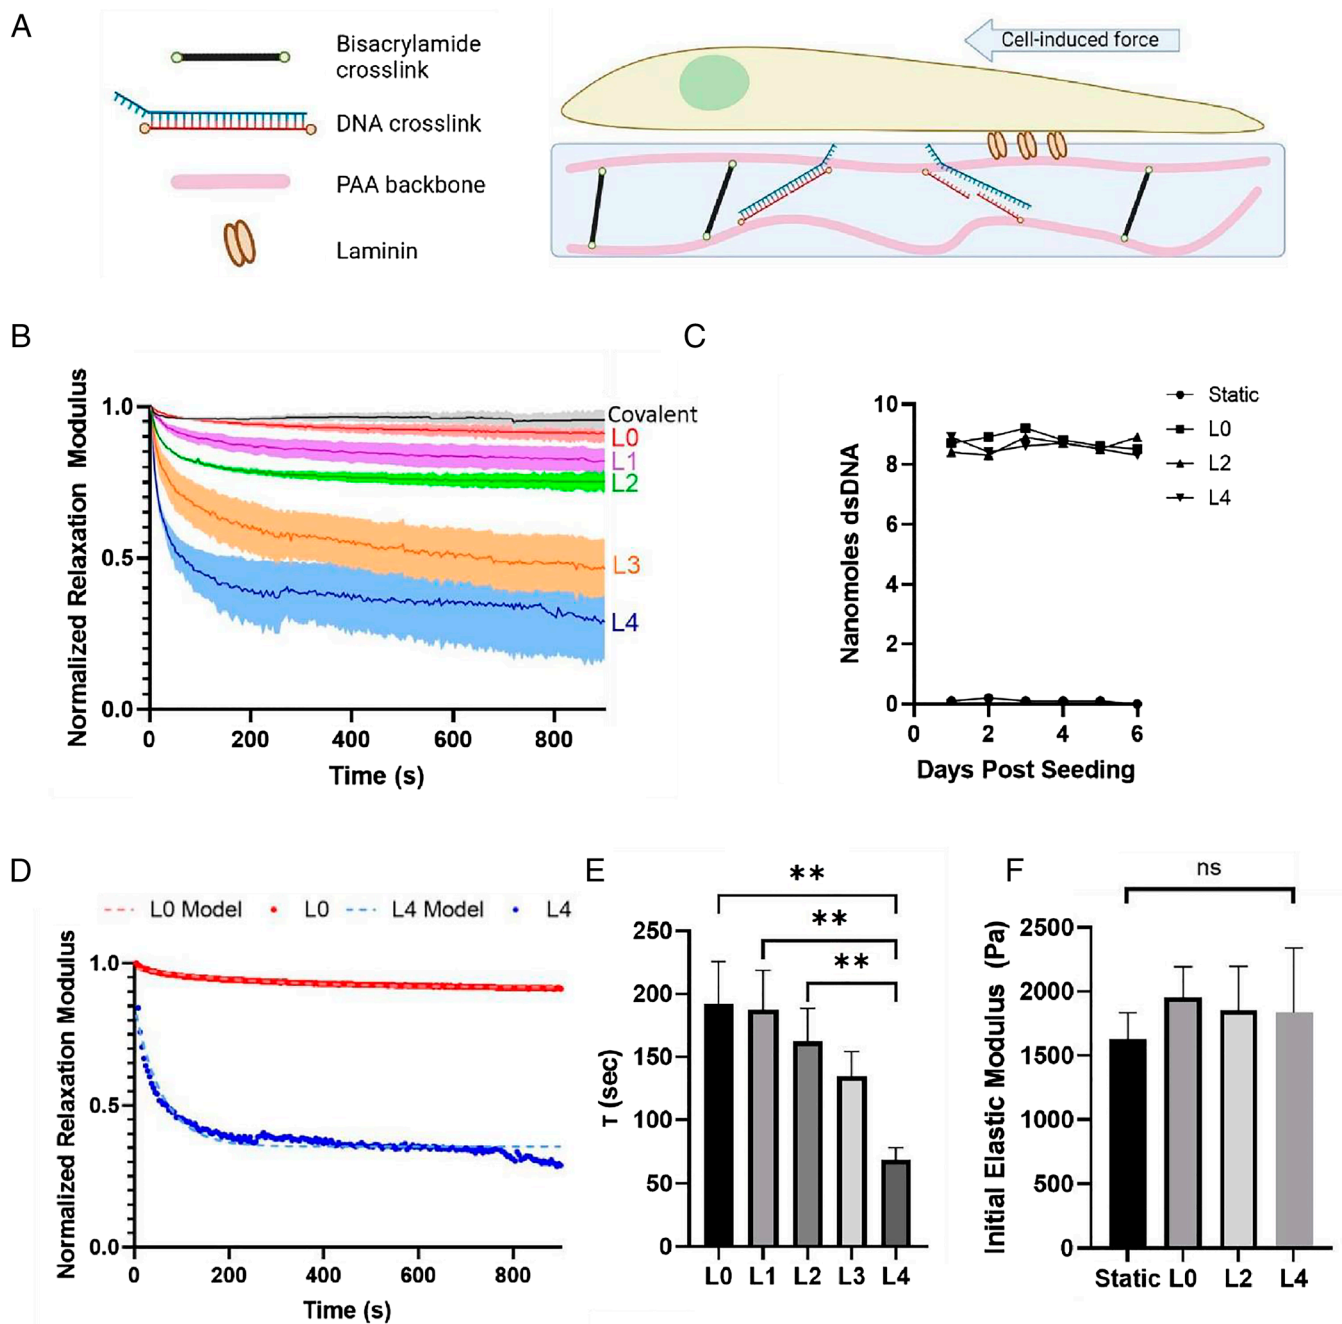 A
Bisacrylamide
crosslink
DNA crosslink
PAA backbone
Laminin
Cell-induced force
B
Normalized Relaxation Modulus
1.0
0.5
0.0
0
200
400
600
800
Time (s)
Covalent
L0
L1
L2
L3
L4
C
Nanomoles dsDNA
10
8
6
4
2
0
0
2
4
6
Days Post Seeding
Static
L0
L2
L4
D
L0 Model
L0
L4 Model
L4
Normalized Relaxation Modulus
1.0
0.5
0.0
0
200
400
600
800
Time (s)
E
**
**
**
τ (sec)
250
200
150
100
50
0
L0
L1
L2
L3
L4
F
ns
Initial Elastic Modulus (Pa)
2500
2000
1500
1000
500
0
Static
L0
L2
L4